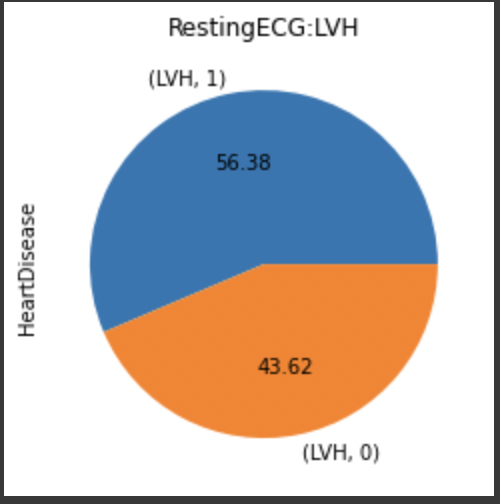 RestingECG:LVH
(LVH, 1)
56.38
HeartDisease
43.62
(LVH, 0)